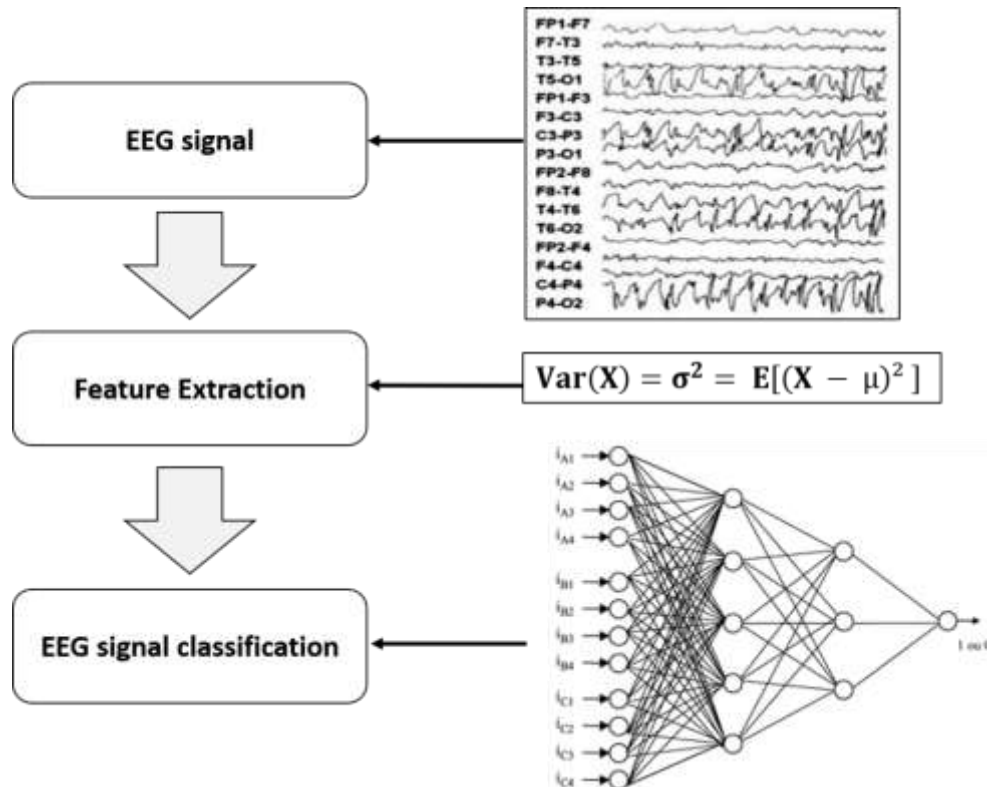 FP1-F7
F7-T3
T3-T5
T5-O1
FP1-F3
F3-C3
C3-P3
P3-O1
FP2-F8
F8-T4
T4-T6
T6-O2
FP2-F4
F4-C4
C4-P4
P4-O2
EEG signal
Feature Extraction
Var(X) = σ² = E[(X − μ)² ]
EEG signal classification
iA1
iA2
iA3
iA4
iB1
iB2
iB3
iB4
iC1
iC2
iC3
iC4
1 ou